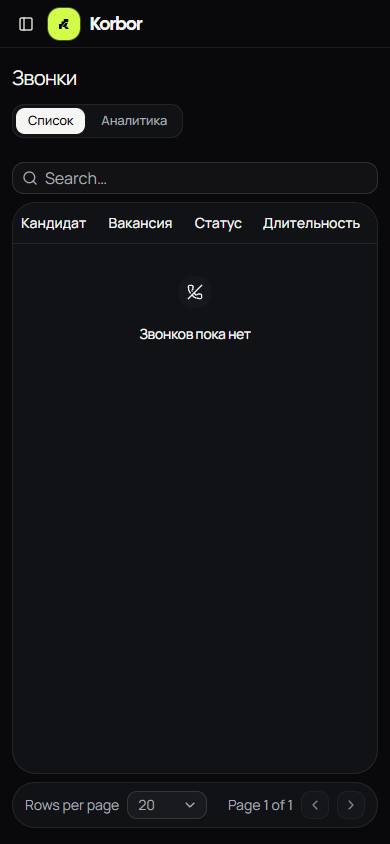 Korbor
Звонки
Список Аналитика
Search...
Кандидат Вакансия Статус Длительность
Звонков пока нет
Rows per page 20 Page 1 of 1